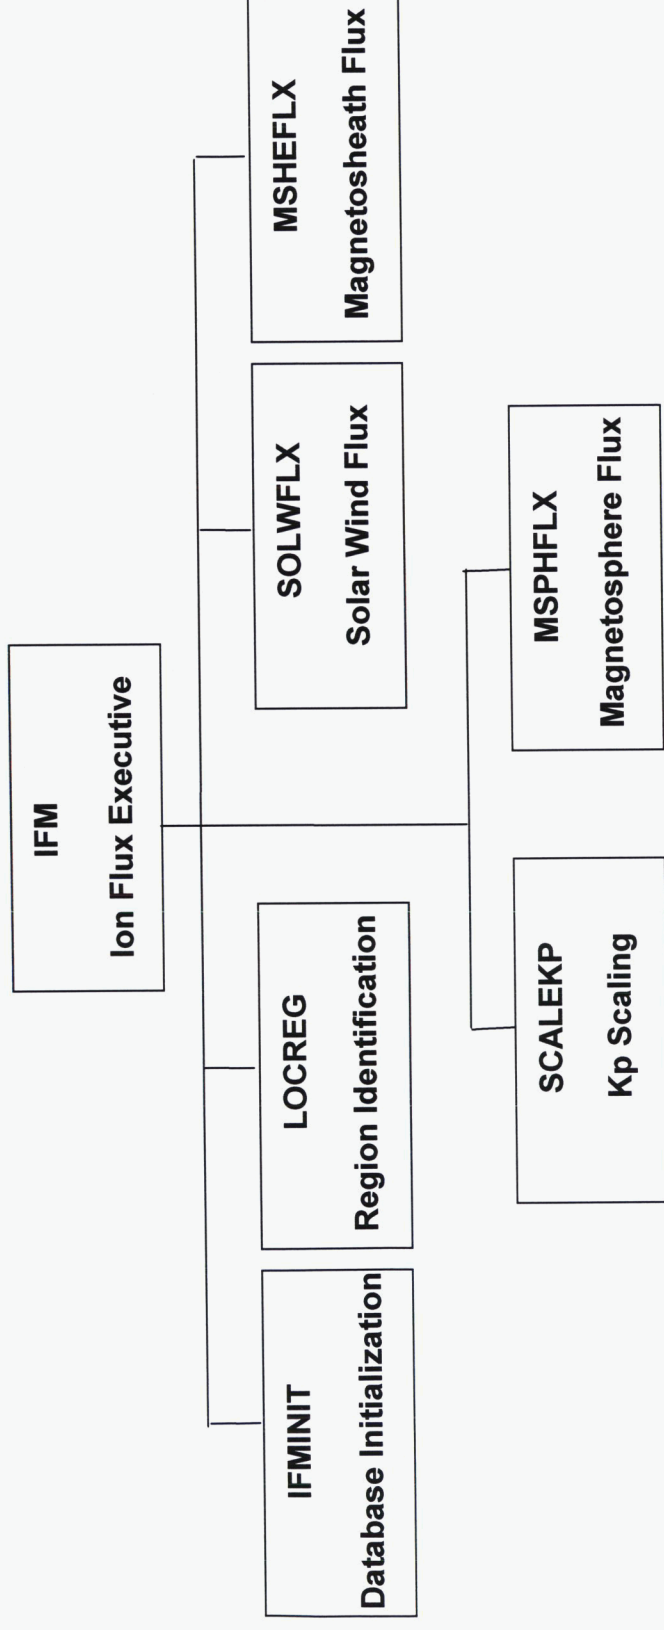 IFM
Ion Flux Executive
IFMINIT
Database Initialization
LOCREG
Region Identification
SOLWFLX
Solar Wind Flux
MSHEFLX
Magnetosheath Flux
SCALEKP
Kp Scaling
MSPHFLX
Magnetosphere Flux